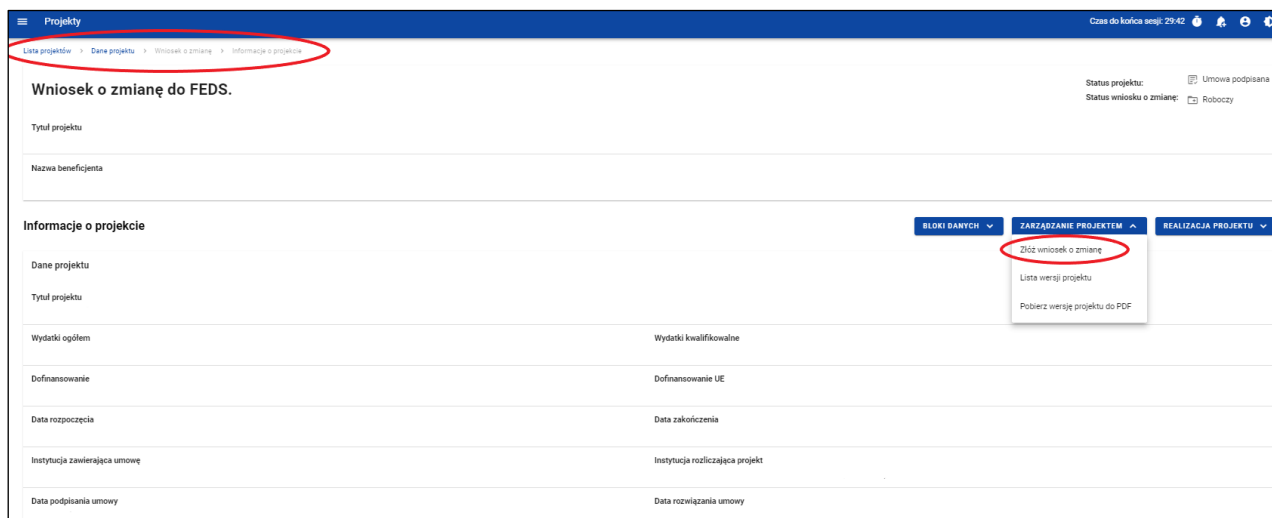 Projekty Czas do końca sesji: 29:42
Lista projektów Dane projektu Wniosek o zmianę Informacje o projekcie
Wniosek o zmianę do FEDS.
Status projektu: Umowa podpisana
Status wniosku o zmianę: Roboczy
Tytuł projektu
Nazwa beneficjenta
Informacje o projekcie BLOKI DANYCH ZARZĄDZANIE PROJEKTEM REALIZACJA PROJEKTU
Złóż wniosek o zmianę
Lista wersji projektu
Pobierz wersję projektu do PDF
Dane projektu
Tytuł projektu
Wydatki ogółem Wydatki kwalifikowalne
Dofinansowanie Dofinansowanie UE
Data rozpoczęcia Data zakończenia
Instytucja zawierająca umowę Instytucja rozliczająca projekt
Data podpisania umowy Data rozwiązania umowy